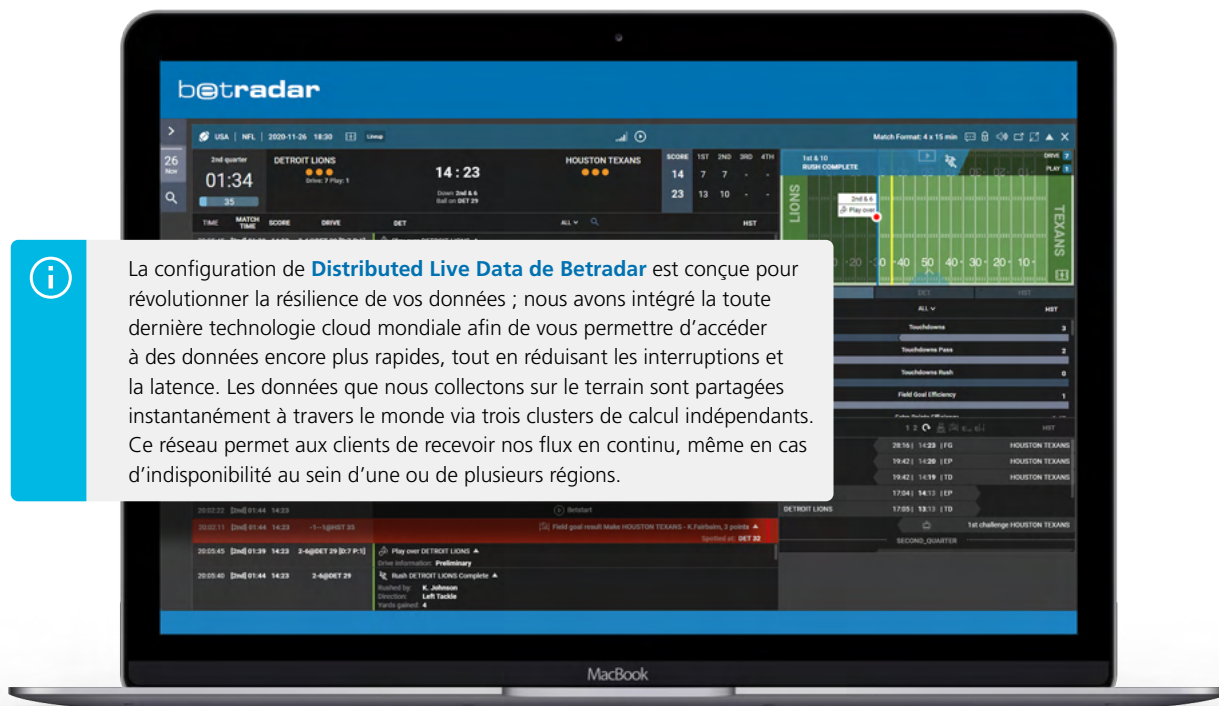 betradar
USA | NFL | 2020-11-26 18:30 Lineup
Match Format: 4 x 15 min
26
Nov
2nd quarter
01:34
35
DETROIT LIONS
Drive: 7 Play: 1
14 : 23
Down: 2nd & 6
Ball on DET 29
HOUSTON TEXANS
SCORE 1ST 2ND 3RD 4TH
14 7 7 - -
23 13 10 - -
1st & 10
RUSH COMPLETE
DRIVE 7
PLAY 1
LIONS
2nd & 6
Play over
TEXANS
40 50 40 30 20 10
TIME MATCH TIME SCORE DRIVE DET ALL HST
DET HST
ALL HST
Touchdowns 3
Touchdowns Pass 2
Touchdowns Rush 0
Field Goal Efficiency 1
La configuration de Distributed Live Data de Betradar est conçue pour
révolutionner la résilience de vos données ; nous avons intégré la toute
dernière technologie cloud mondiale afin de vous permettre d’accéder
à des données encore plus rapides, tout en réduisant les interruptions et
la latence. Les données que nous collectons sur le terrain sont partagées
instantanément à travers le monde via trois clusters de calcul indépendants.
Ce réseau permet aux clients de recevoir nos flux en continu, même en cas
d’indisponibilité au sein d’une ou de plusieurs régions.
1 2 HST
28:16 | 14:23 | FG HOUSTON TEXANS
19:42 | 14:20 | EP HOUSTON TEXANS
19:42 | 14:19 | TD HOUSTON TEXANS
17:04 | 14:13 | EP
DETROIT LIONS 17:05 | 13:13 | TD
1st challenge HOUSTON TEXANS
SECOND_QUARTER
20:02:22 [2nd] 01:44 14:23 Betstart
20:02:11 [2nd] 01:44 14:23 -1--1@HST 35 Field goal result Make HOUSTON TEXANS - K.Fairbairn, 3 points
Spotted at: DET 32
20:05:45 [2nd] 01:39 14:23 2-6@DET 29 [D:7 P:1] Play over DETROIT LIONS
Drive information: Preliminary
20:05:40 [2nd] 01:44 14:23 2-6@DET 29 Rush DETROIT LIONS Complete
Rushed by: K. Johnson
Direction: Left Tackle
Yards gained: 4
MacBook